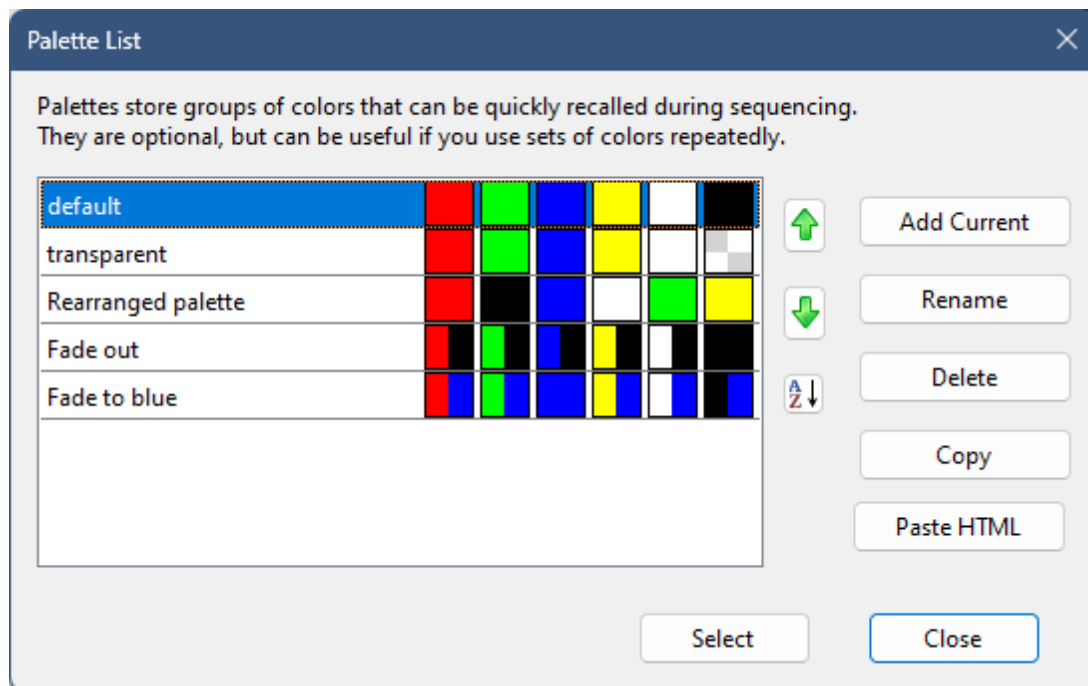 Palette List
Palettes store groups of colors that can be quickly recalled during sequencing.
They are optional, but can be useful if you use sets of colors repeatedly.
default
transparent
Rearranged palette
Fade out
Fade to blue
A
Z
Add Current
Rename
Delete
Copy
Paste HTML
Select
Close